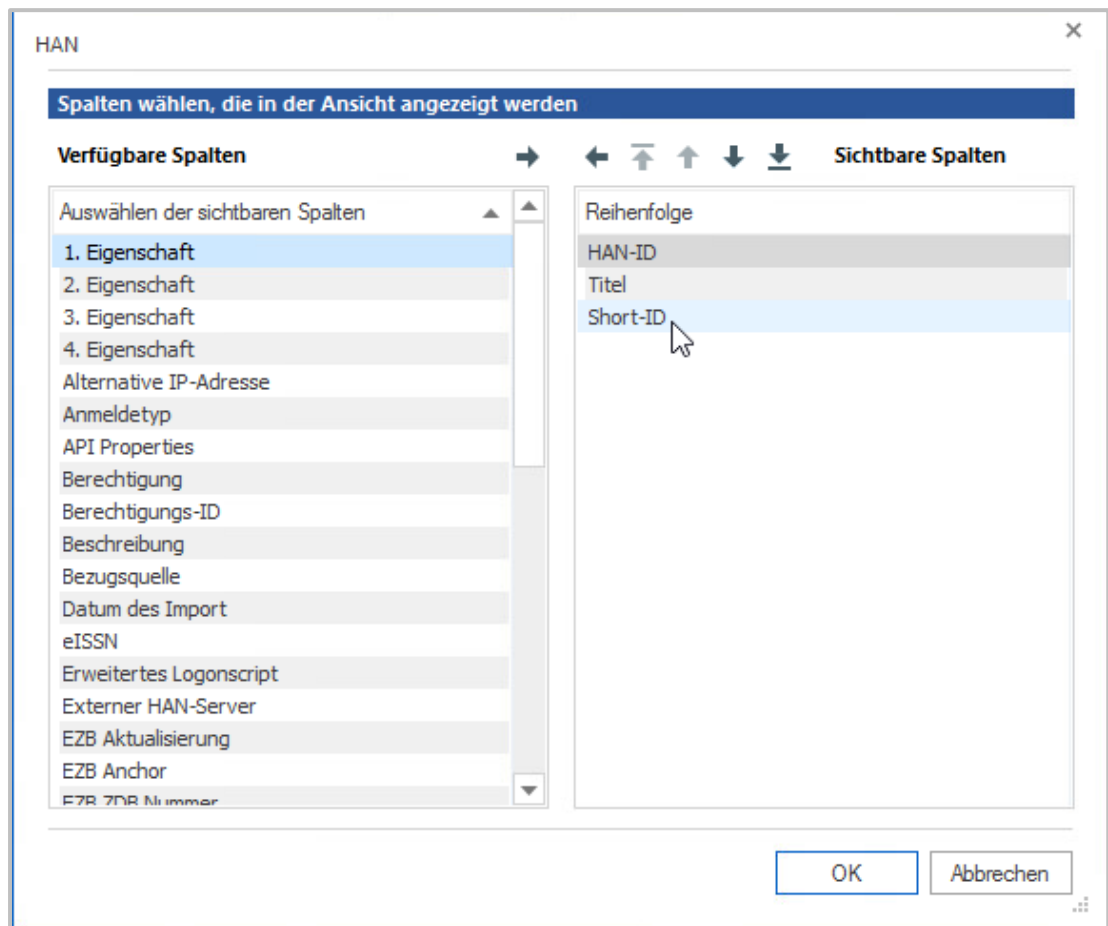 HAN
Spalten wählen, die in der Ansicht angezeigt werden
Verfügbare Spalten
Sichtbare Spalten
Auswählen der sichtbaren Spalten
1. Eigenschaft
2. Eigenschaft
3. Eigenschaft
4. Eigenschaft
Alternative IP-Adresse
Anmeldetyp
API Properties
Berechtigung
Berechtigungs-ID
Beschreibung
Bezugsquelle
Datum des Import
eISSN
Erweitertes Logonscript
Externer HAN-Server
EZB Aktualisierung
EZB Anchor
EZB ZDB Nummer
Reihenfolge
HAN-ID
Titel
Short-ID
OK
Abbrechen